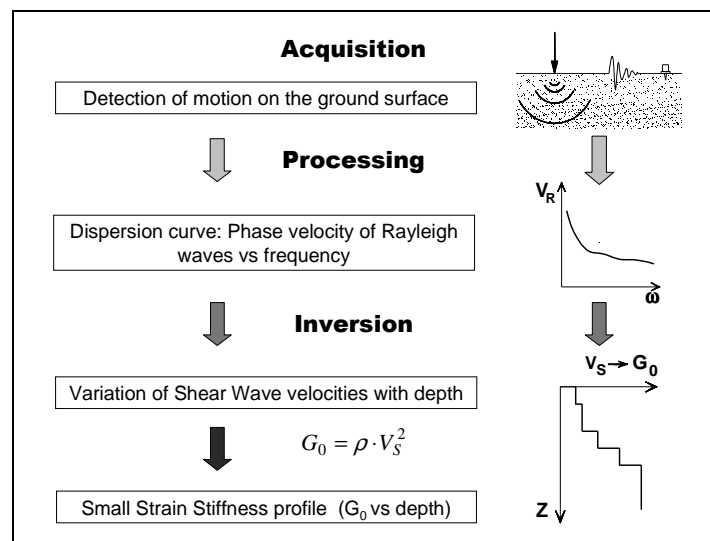 Acquisition
Detection of motion on the ground surface
Processing
V_R
Dispersion curve: Phase velocity of Rayleigh
waves vs frequency
ω
Inversion
V_S → G_0
Variation of Shear Wave velocities with depth
G_0 = ρ · V_S^2
Small Strain Stiffness profile (G_0 vs depth)
Z